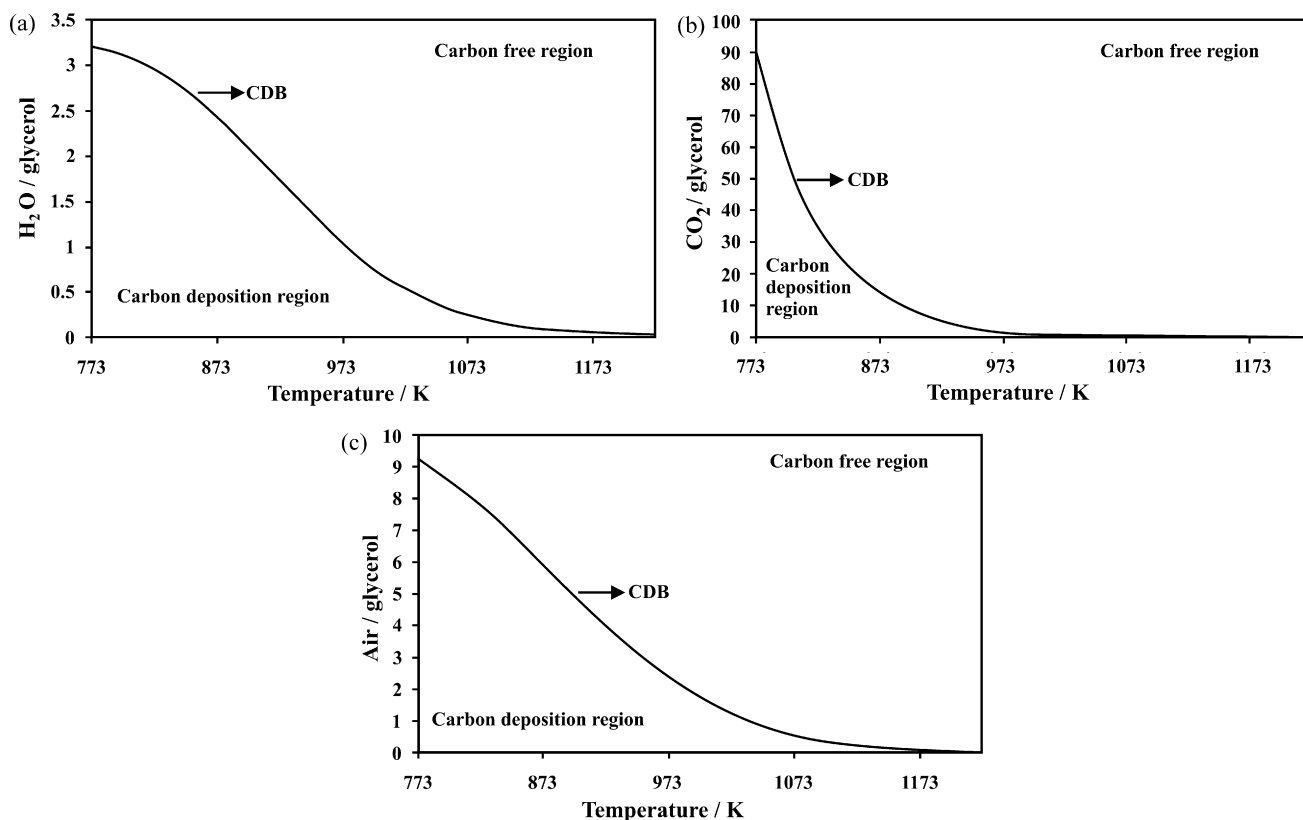 (a)
3.5
3
2.5
2
1.5
1
0.5
0
H2O / glycerol
Carbon free region
CDB
Carbon deposition region
773 873 973 1073 1173
Temperature / K
(b)
100
90
80
70
60
50
40
30
20
10
0
CO2 / glycerol
Carbon free region
CDB
Carbon
deposition
region
773 873 973 1073 1173
Temperature / K
(c)
10
9
8
7
6
5
4
3
2
1
0
Air / glycerol
Carbon free region
CDB
Carbon deposition region
773 873 973 1073 1173
Temperature / K